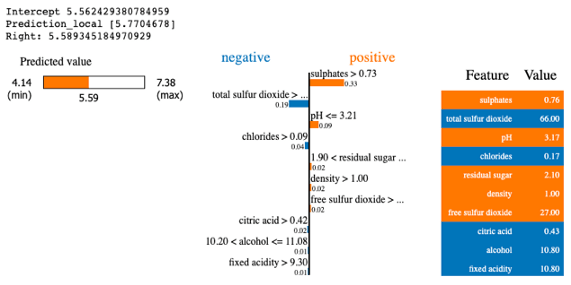 Intercept 5.562429380784959
Prediction_local [5.7704678]
Right: 5.589345184970929
Predicted value
4.14
(min)
5.59
7.38
(max)
negative
positive
sulphates > 0.73
0.33
total sulfur dioxide > ...
0.19
pH <= 3.21
0.09
chlorides > 0.09
0.04
1.90 < residual sugar ...
0.02
density > 1.00
0.02
free sulfur dioxide > ...
0.02
citric acid > 0.42
0.02
10.20 < alcohol <= 11.08
0.01
fixed acidity > 9.30
0.01
Feature Value
sulphates 0.76
total sulfur dioxide 66.00
pH 3.17
chlorides 0.17
residual sugar 2.10
density 1.00
free sulfur dioxide 27.00
citric acid 0.43
alcohol 10.80
fixed acidity 10.80